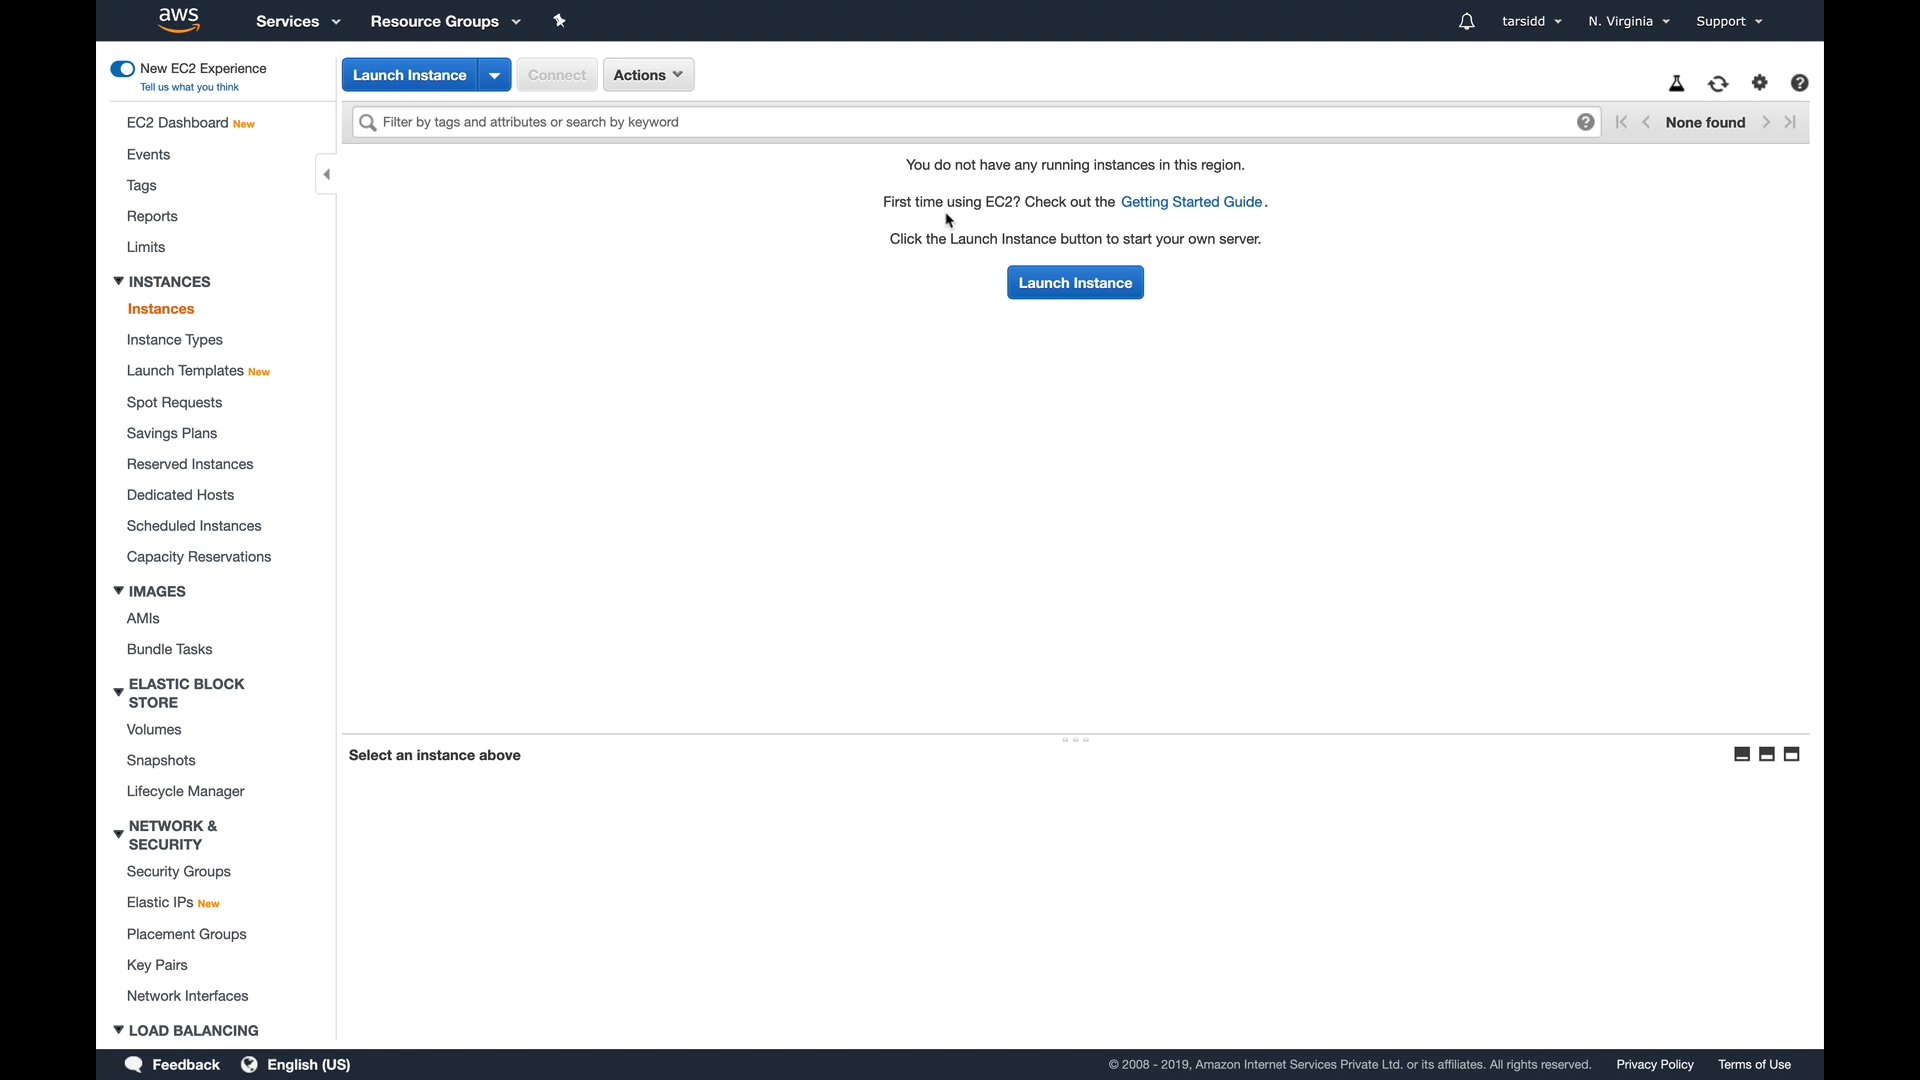 aws Services Resource Groups tarsidd N. Virginia Support
New EC2 Experience
Tell us what you think
EC2 Dashboard New
Events
Tags
Reports
Limits
INSTANCES
Instances
Instance Types
Launch Templates New
Spot Requests
Savings Plans
Reserved Instances
Dedicated Hosts
Scheduled Instances
Capacity Reservations
IMAGES
AMIs
Bundle Tasks
ELASTIC BLOCK
STORE
Volumes
Snapshots
Lifecycle Manager
NETWORK &
SECURITY
Security Groups
Elastic IPs New
Placement Groups
Key Pairs
Network Interfaces
LOAD BALANCING
Launch Instance Connect Actions
Filter by tags and attributes or search by keyword None found
You do not have any running instances in this region.
First time using EC2? Check out the Getting Started Guide.
Click the Launch Instance button to start your own server.
Launch Instance
Select an instance above
Feedback English (US) © 2008 - 2019, Amazon Internet Services Private Ltd. or its affiliates. All rights reserved. Privacy Policy Terms of Use